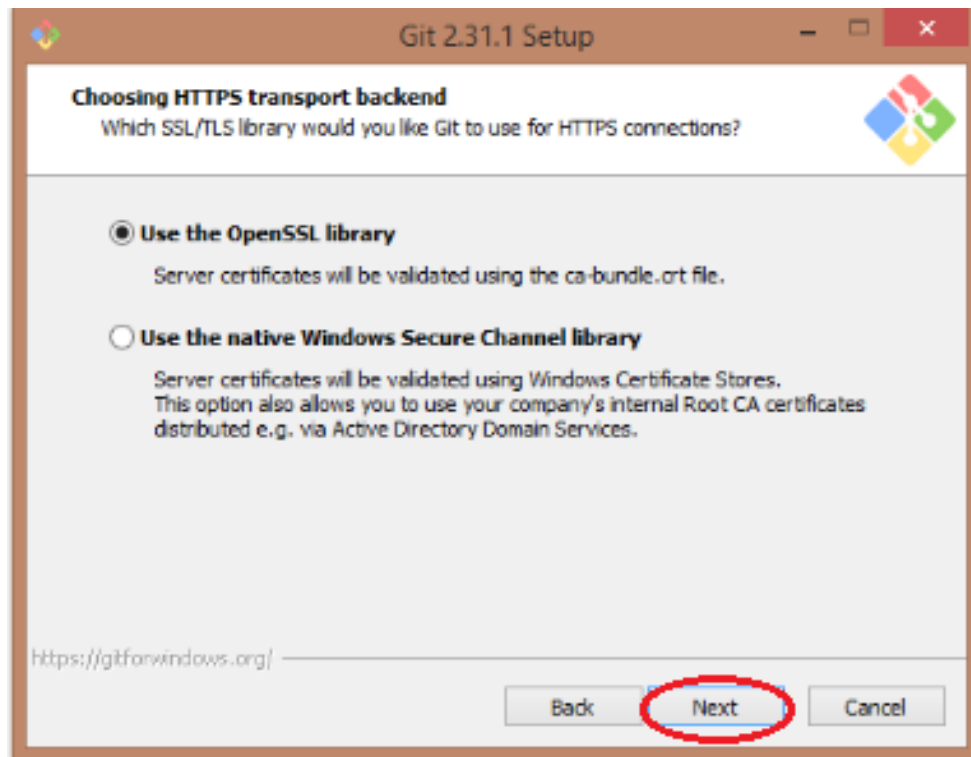 Git 2.31.1 Setup
Choosing HTTPS transport backend
Which SSL/TLS library would you like Git to use for HTTPS connections?
Use the OpenSSL library
Server certificates will be validated using the ca-bundle.crt file.
Use the native Windows Secure Channel library
Server certificates will be validated using Windows Certificate Stores.
This option also allows you to use your company's internal Root CA certificates
distributed e.g. via Active Directory Domain Services.
https://gitforwindows.org/
Back Next Cancel